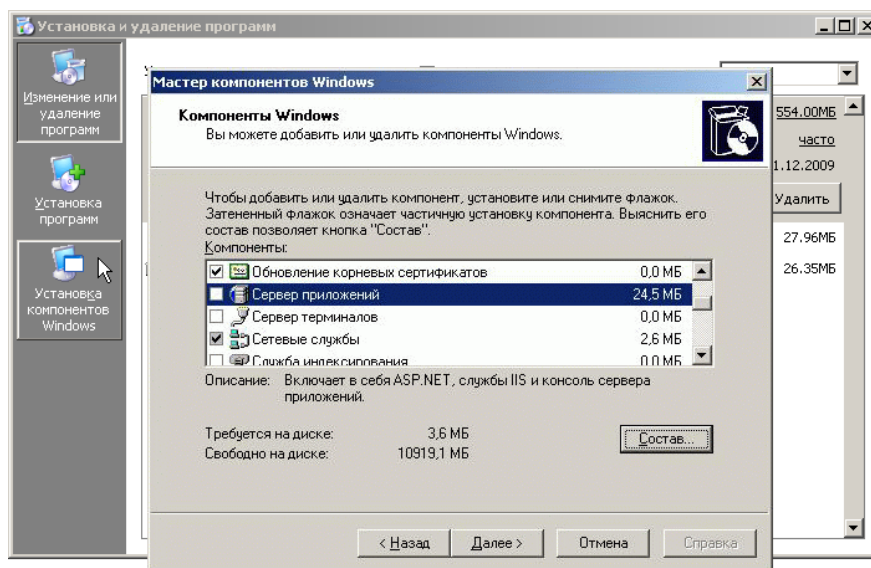 Установка и удаление программ
Изменение или
удаление
программ
Установка
программ
Установка
компонентов
Windows
554.00МБ
часто
1.12.2009
Удалить
27.96МБ
26.35МБ
Мастер компонентов Windows
Компоненты Windows
Вы можете добавить или удалить компоненты Windows.
Чтобы добавить или удалить компонент, установите или снимите флажок.
Затененный флажок означает частичную установку компонента. Выяснить его
состав позволяет кнопка "Состав".
Компоненты:
Обновление корневых сертификатов 0,0 МБ
Сервер приложений 24,5 МБ
Сервер терминалов 0,0 МБ
Сетевые службы 2,6 МБ
Служба индексирования 0,0 МБ
Описание: Включает в себя ASP.NET, службы IIS и консоль сервера
приложений.
Требуется на диске: 3,6 МБ
Свободно на диске: 10919,1 МБ
Состав...
< Назад Далее > Отмена Справка